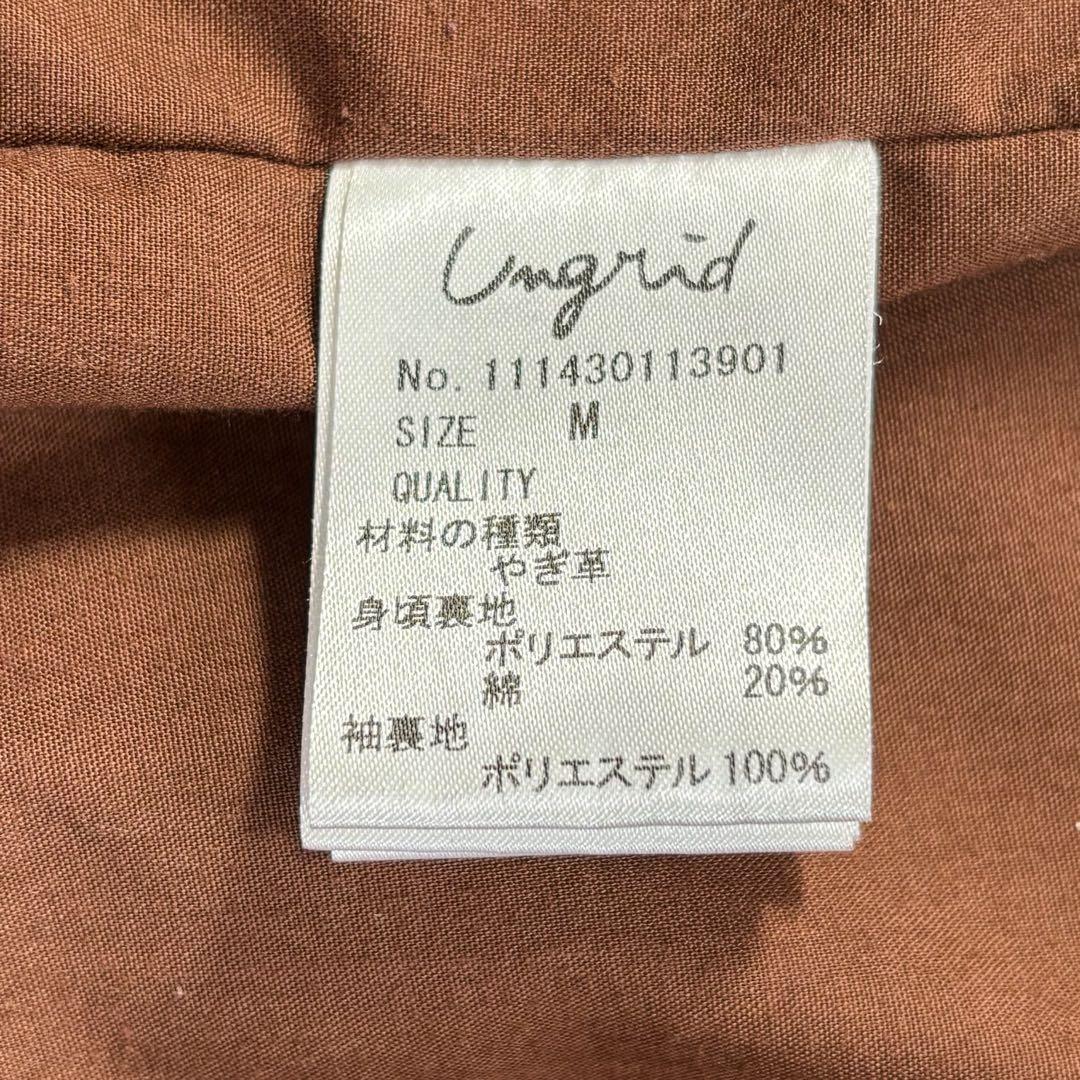 Ungrid
No. 111430113901
SIZE M
QUALITY
材料の種類
やぎ革
身頃裏地
ポリエステル 80%
綿 20%
袖裏地
ポリエステル 100%